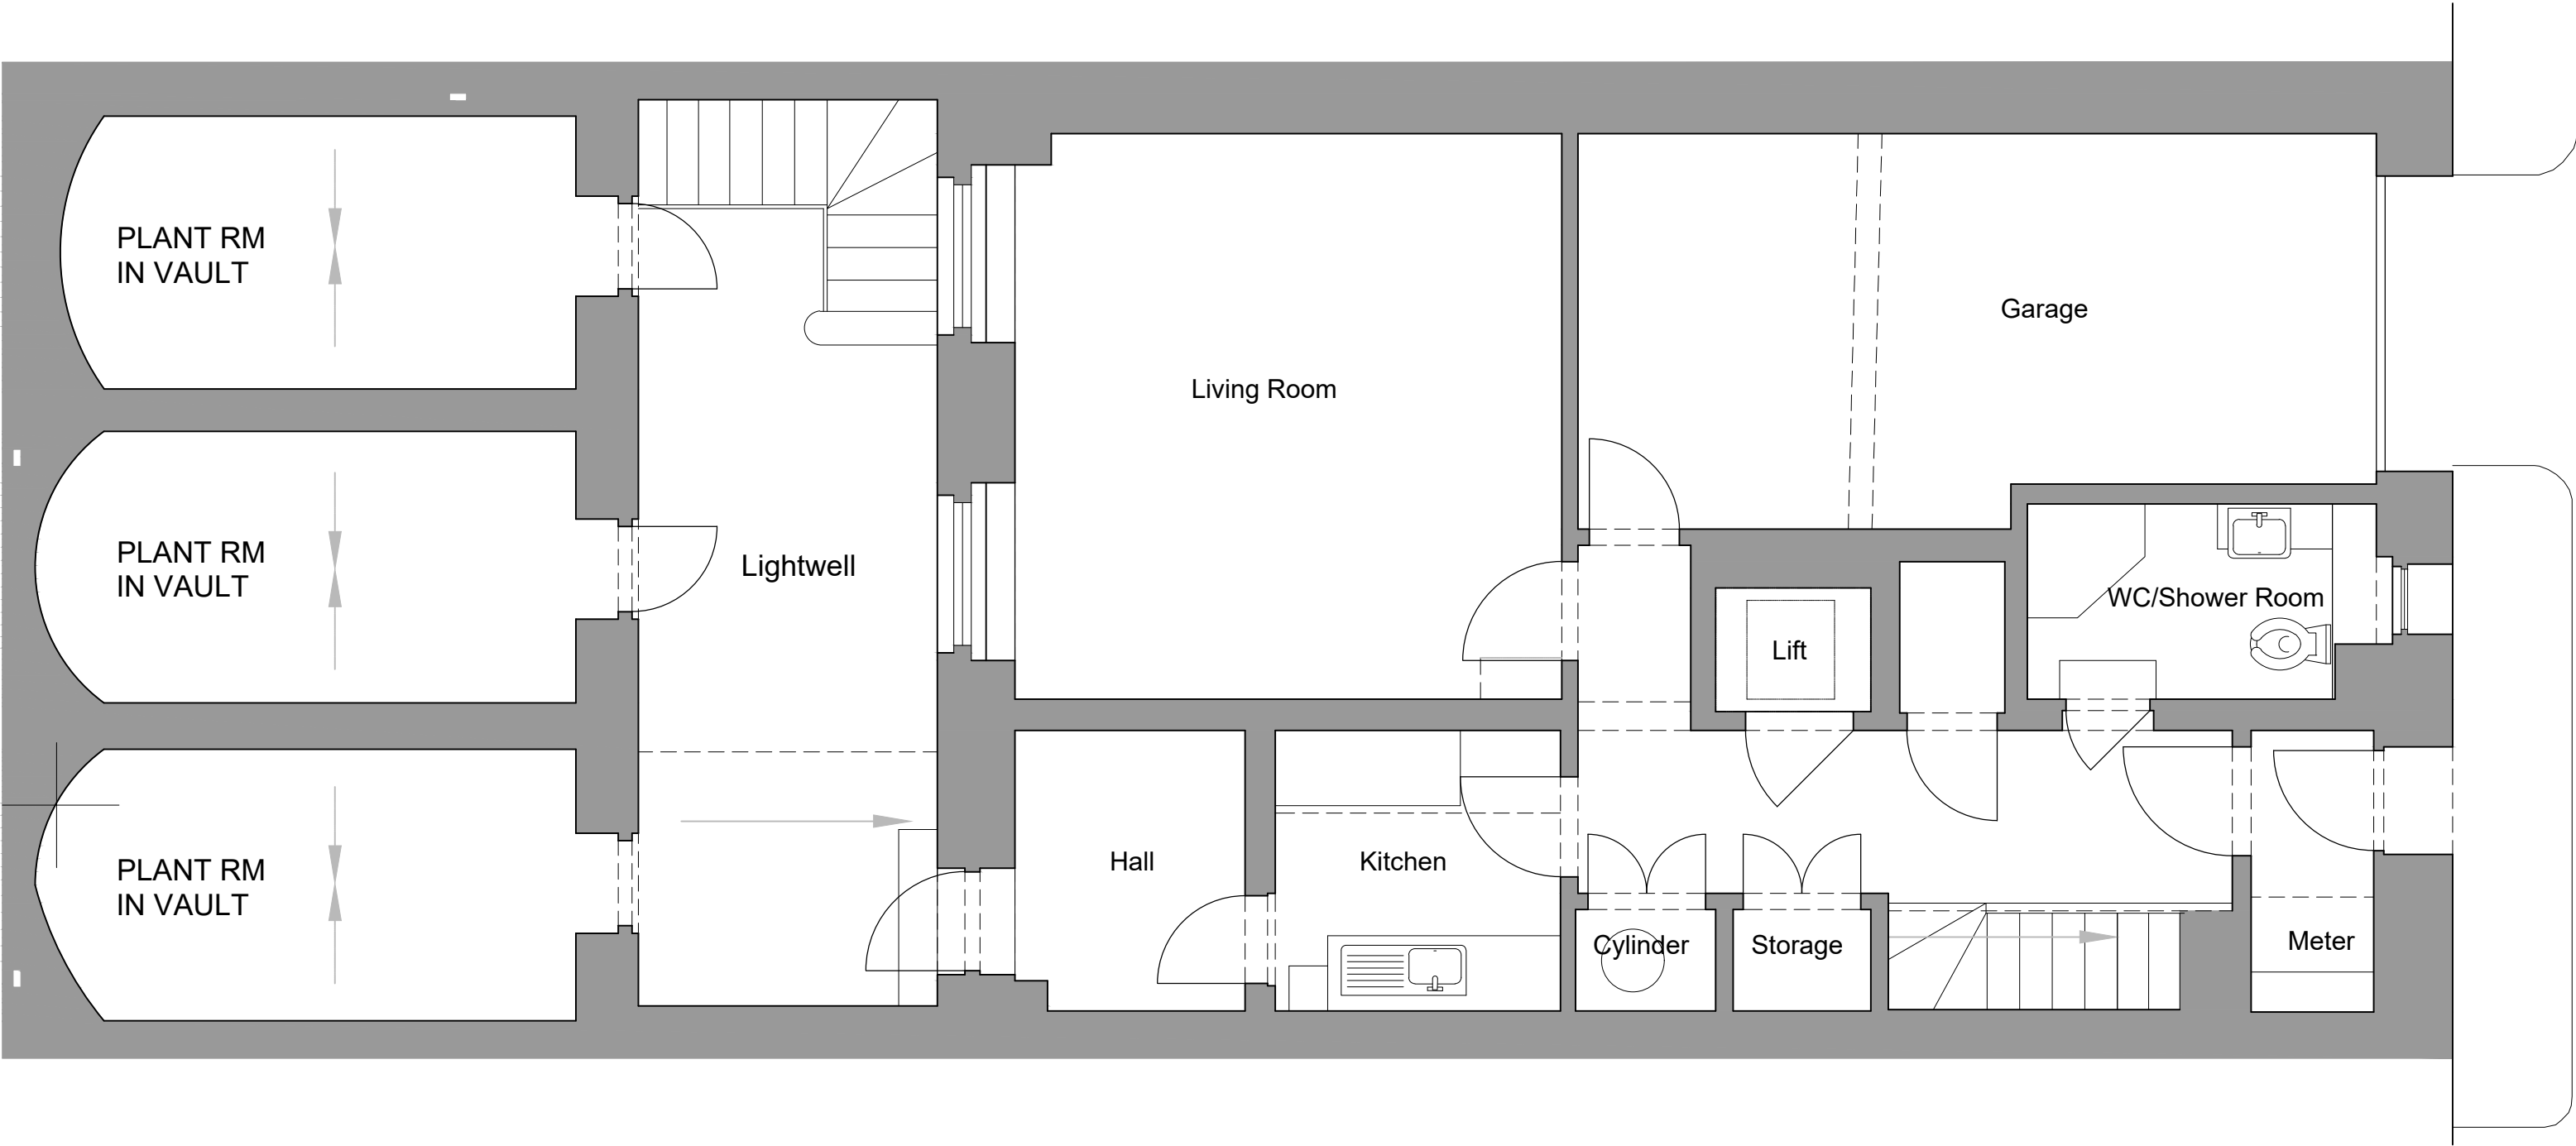 PLANT RM
IN VAULT
PLANT RM
IN VAULT
PLANT RM
IN VAULT
Lightwell
Living Room
Garage
WC/Shower Room
Lift
Hall
Kitchen
Cylinder
Storage
Meter